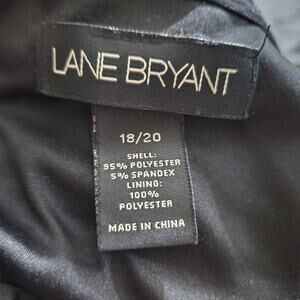 LANE BRYANT
18/20
SHELL:
95% POLYESTER
5% SPANDEX
LINING:
100%
POLYESTER
MADE IN CHINA